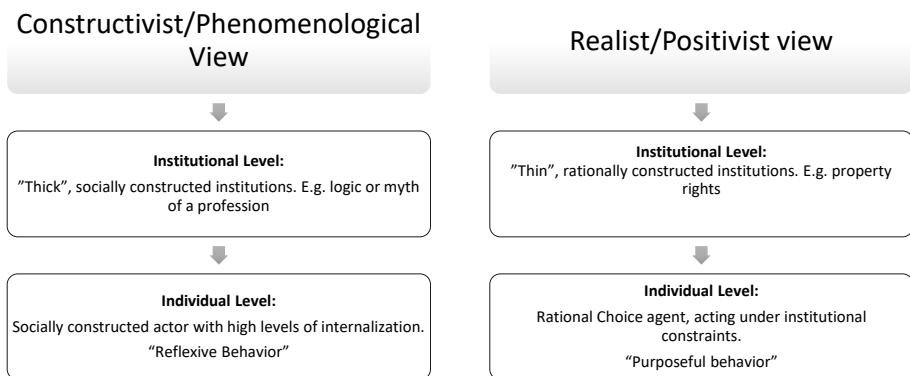 Constructivist/Phenomenological
View
Institutional Level:
”Thick”, socially constructed institutions. E.g. logic or myth
of a profession
Individual Level:
Socially constructed actor with high levels of internalization.
“Reflexive Behavior”
Realist/Positivist view
Institutional Level:
”Thin”, rationally constructed institutions. E.g. property
rights
Individual Level:
Rational Choice agent, acting under institutional
constraints.
“Purposeful behavior”